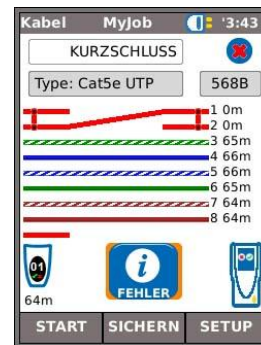 Kabel MyJob '3:43
KURZSCHLUSS
Type: Cat5e UTP 568B
1 0m
2 0m
3 65m
4 66m
5 66m
6 65m
7 64m
8 64m
01
64m
i
FEHLER
START SICHERN SETUP